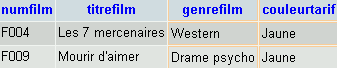 numfilm titrefilm genrefilm couleurtarif
F004 Les 7 mercenaires Western Jaune
F009 Mourir d'aimer Drame psycho Jaune